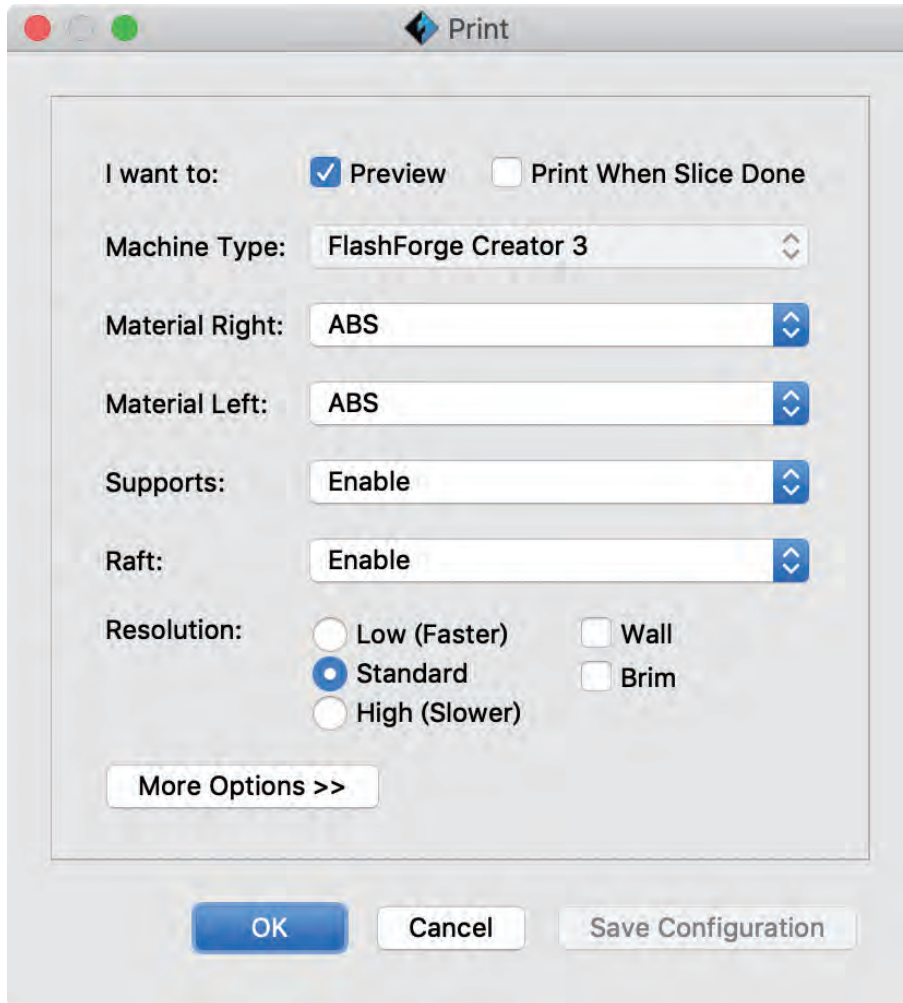 Print
I want to: Preview Print When Slice Done
Machine Type: FlashForge Creator 3
Material Right: ABS
Material Left: ABS
Supports: Enable
Raft: Enable
Resolution: Low (Faster) Wall
Standard Brim
High (Slower)
More Options >>
OK Cancel Save Configuration